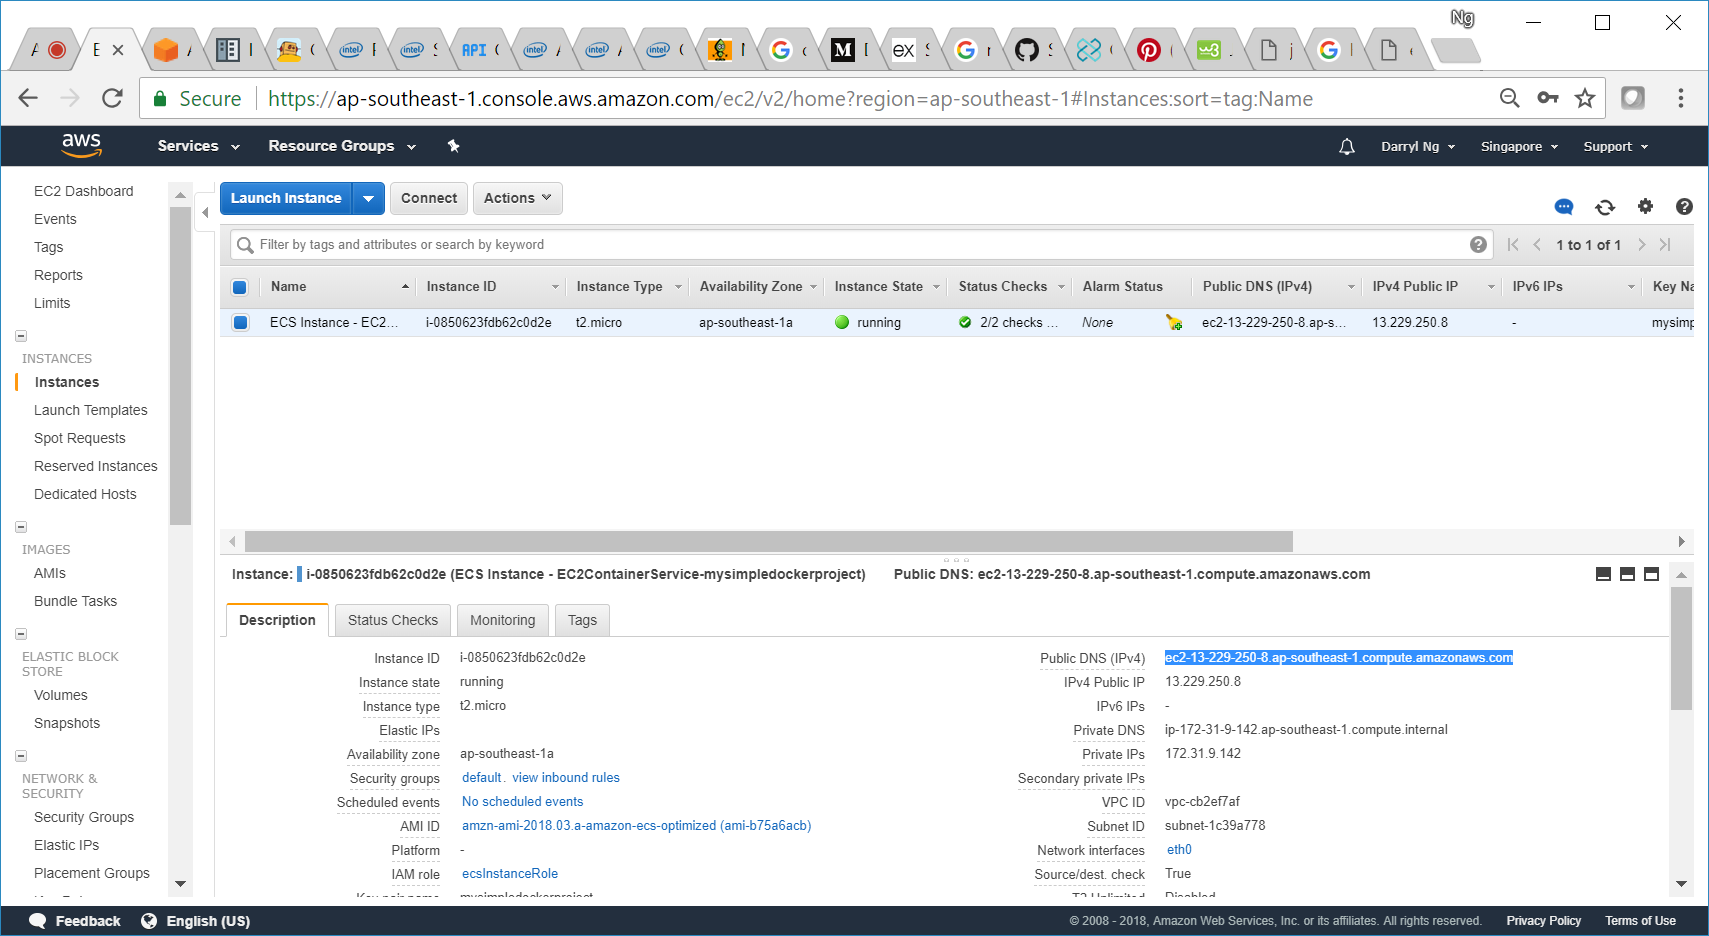 Ng
Secure https://ap-southeast-1.console.aws.amazon.com/ec2/v2/home?region=ap-southeast-1#Instances:sort=tag:Name
aws Services Resource Groups Darryl Ng Singapore Support
EC2 Dashboard
Events
Tags
Reports
Limits
INSTANCES
Instances
Launch Templates
Spot Requests
Reserved Instances
Dedicated Hosts
IMAGES
AMIs
Bundle Tasks
ELASTIC BLOCK
STORE
Volumes
Snapshots
NETWORK &
SECURITY
Security Groups
Elastic IPs
Placement Groups
Launch Instance Connect Actions
Filter by tags and attributes or search by keyword 1 to 1 of 1
Name Instance ID Instance Type Availability Zone Instance State Status Checks Alarm Status Public DNS (IPv4) IPv4 Public IP IPv6 IPs Key Na
ECS Instance - EC2... i-0850623fdb62c0d2e t2.micro ap-southeast-1a running 2/2 checks ... None ec2-13-229-250-8.ap-s... 13.229.250.8 - mysimp
Instance: i-0850623fdb62c0d2e (ECS Instance - EC2ContainerService-mysimpledockerproject) Public DNS: ec2-13-229-250-8.ap-southeast-1.compute.amazonaws.com
Description Status Checks Monitoring Tags
Instance ID i-0850623fdb62c0d2e Public DNS (IPv4) ec2-13-229-250-8.ap-southeast-1.compute.amazonaws.com
Instance state running IPv4 Public IP 13.229.250.8
Instance type t2.micro IPv6 IPs -
Elastic IPs Private DNS ip-172-31-9-142.ap-southeast-1.compute.internal
Availability zone ap-southeast-1a Private IPs 172.31.9.142
Security groups default. view inbound rules Secondary private IPs
Scheduled events No scheduled events VPC ID vpc-cb2ef7af
AMI ID amzn-ami-2018.03.a-amazon-ecs-optimized (ami-b75a6acb) Subnet ID subnet-1c39a778
Platform - Network interfaces eth0
IAM role ecsInstanceRole Source/dest. check True
Key pair name mysimpledockerproject T2 Unlimited Disabled
Feedback English (US) © 2008 - 2018, Amazon Web Services, Inc. or its affiliates. All rights reserved. Privacy Policy Terms of Use